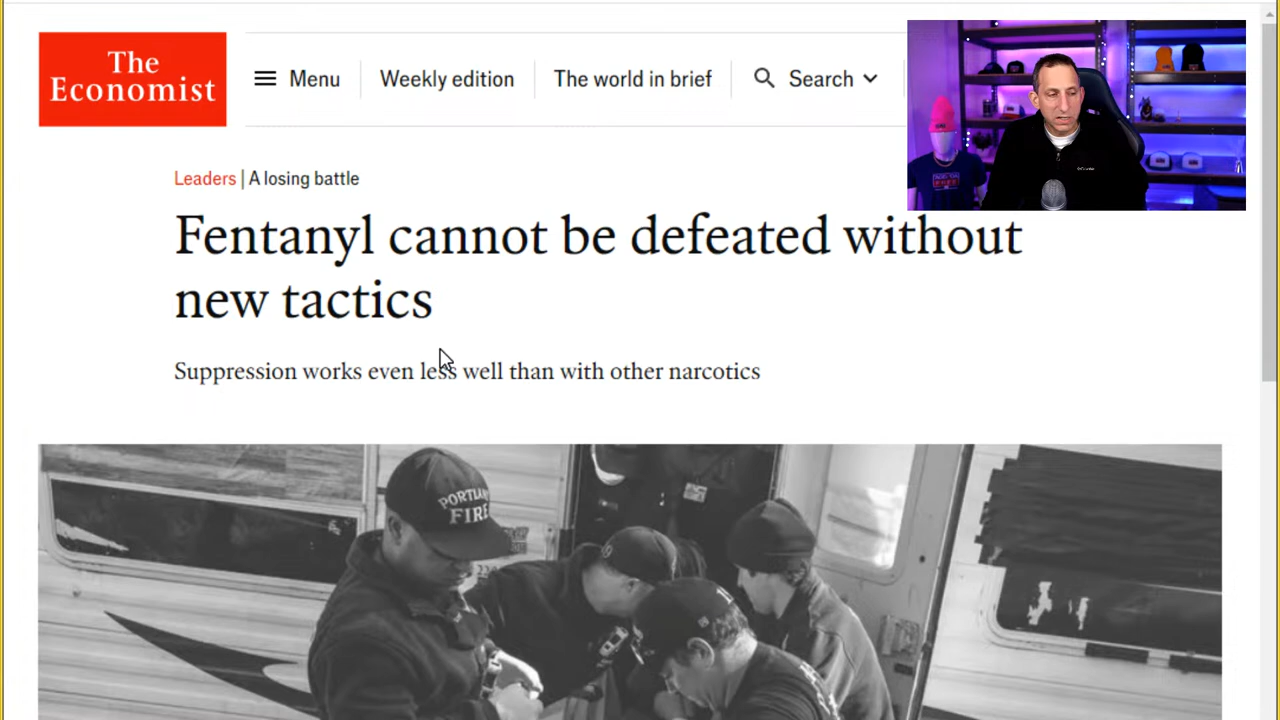 The
Economist
Menu
Weekly edition
The world in brief
Search
Leaders | A losing battle
Fentanyl cannot be defeated without
new tactics
Suppression works even less well than with other narcotics
PORTLAND
FIRE